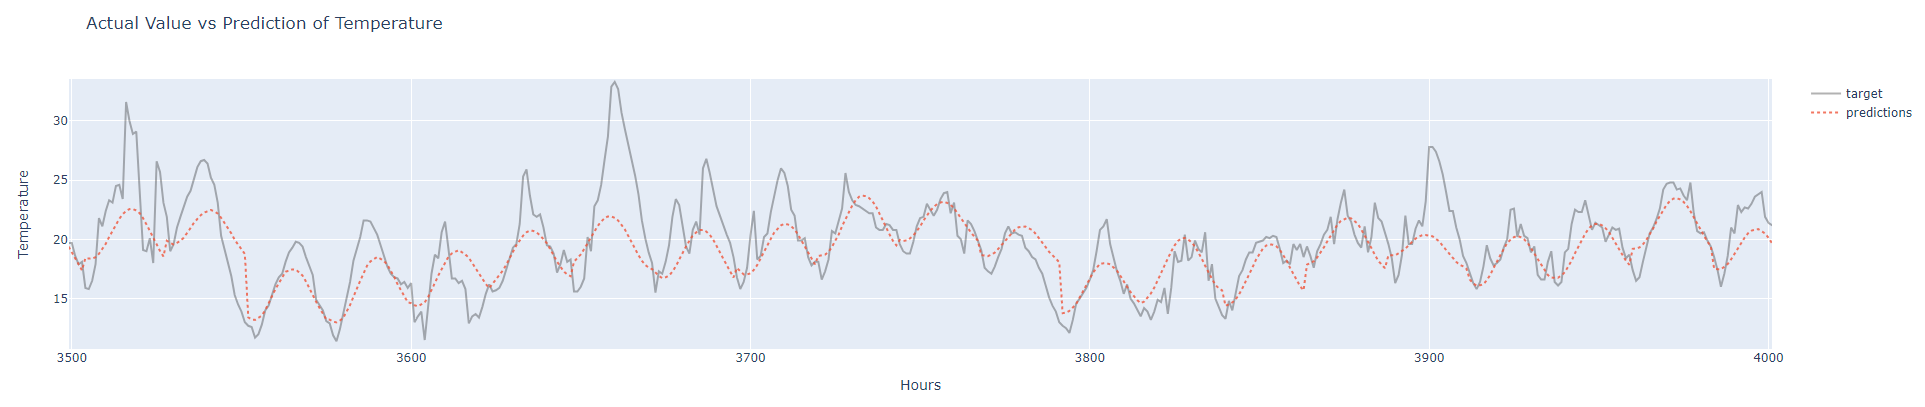 Actual Value vs Prediction of Temperature
target
predictions
30
25
20
15
Temperature
3500
3600
3700
3800
3900
4000
Hours